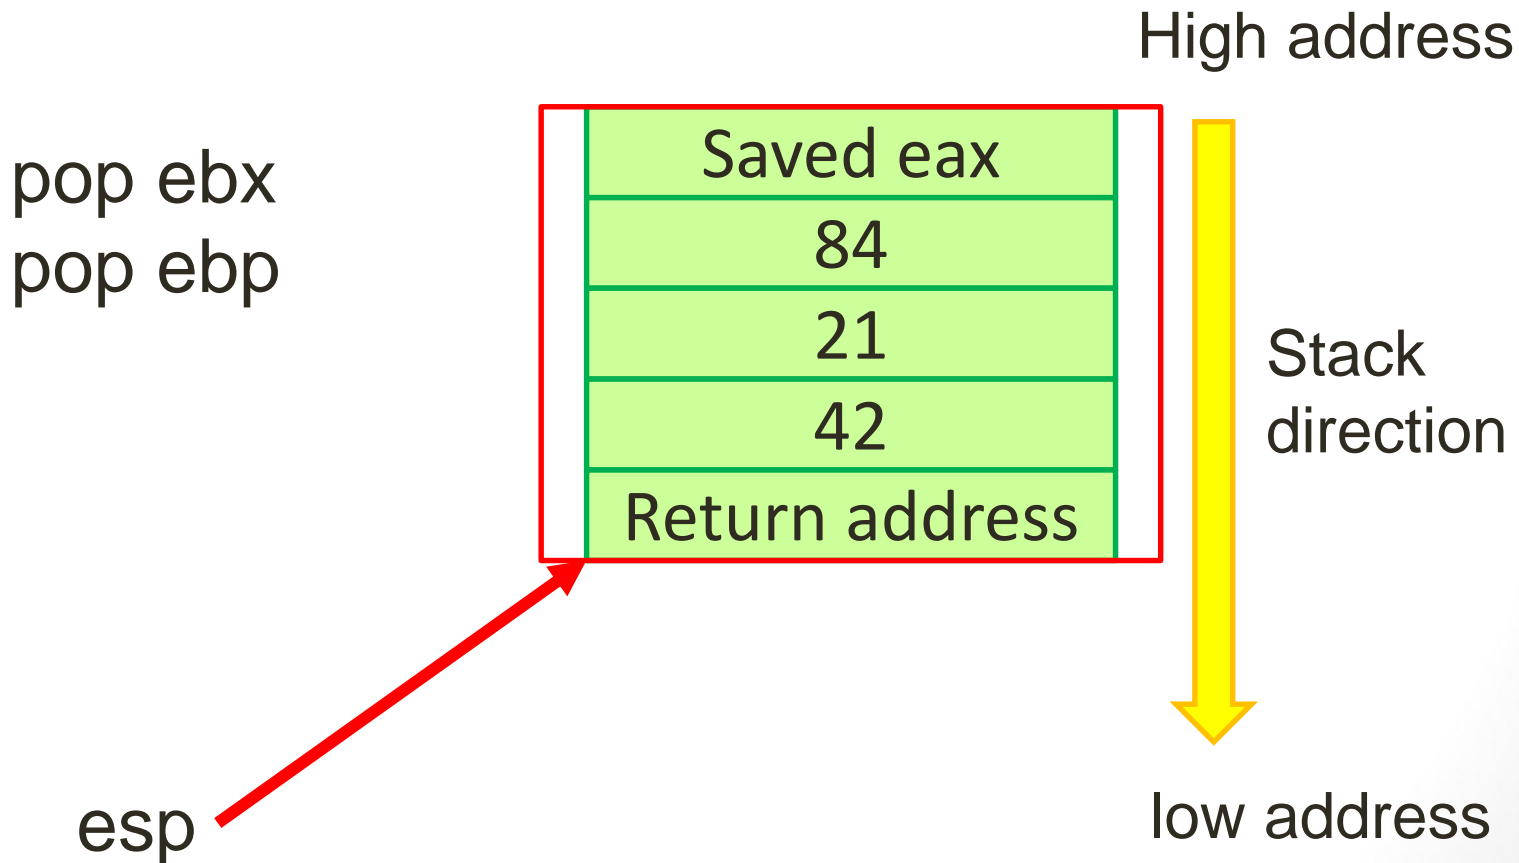 High address
pop ebx
pop ebp
Saved eax
84
21
42
Return address
Stack
direction
esp
low address